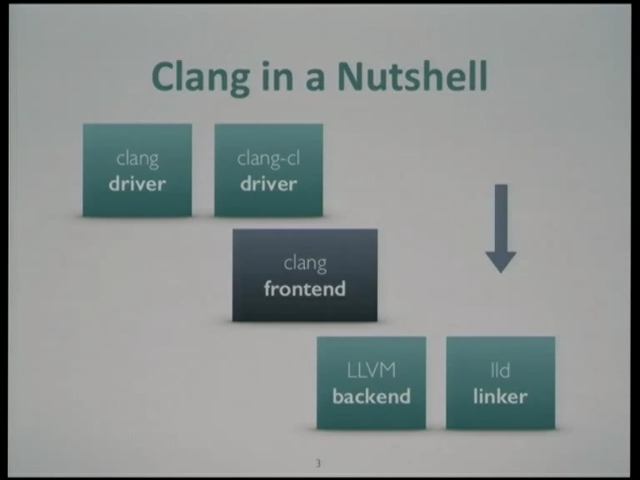 Clang in a Nutshell
clang
driver
clang-cl
driver
clang
frontend
LLVM
backend
lld
linker
3